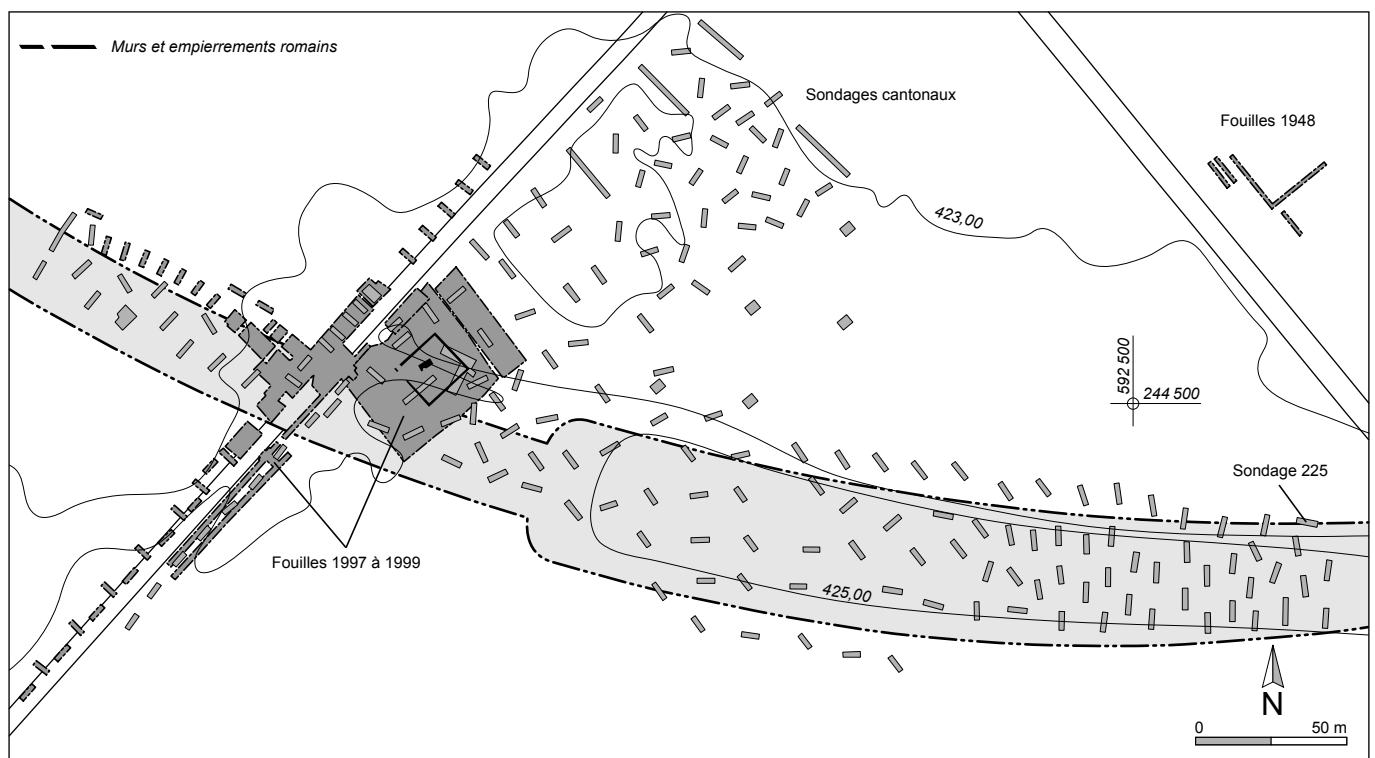 Murs et empierrements romains
Sondages cantonaux
Fouilles 1948
423,00
592 500
244 500
Sondage 225
Fouilles 1997 à 1999
425,00
N
0 50 m